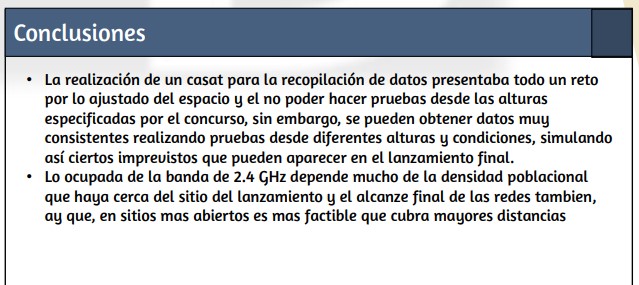 Conclusiones
• La realización de un casat para la recopilación de datos presentaba todo un reto
por lo ajustado del espacio y el no poder hacer pruebas desde las alturas
especificadas por el concurso, sin embargo, se pueden obtener datos muy
consistentes realizando pruebas desde diferentes alturas y condiciones, simulando
así ciertos imprevistos que pueden aparecer en el lanzamiento final.
• Lo ocupada de la banda de 2.4 GHz depende mucho de la densidad poblacional
que haya cerca del sitio del lanzamiento y el alcanze final de las redes tambien,
ay que, en sitios mas abiertos es mas factible que cubra mayores distancias